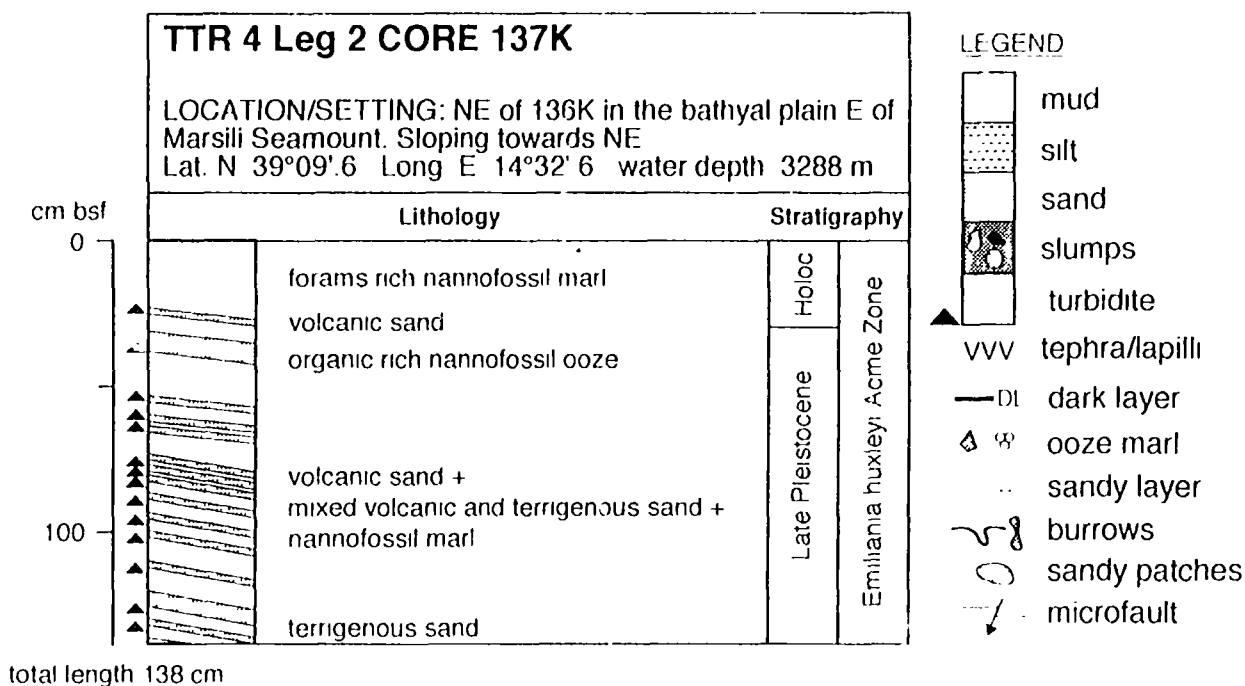 TTR 4 Leg 2 CORE 137K
LOCATION/SETTING: NE of 136K in the bathyal plain E of
Marsili Seamount. Sloping towards NE
Lat. N 39°09'.6 Long E 14°32' 6 water depth 3288 m
cm bsf
Lithology
Stratigraphy
0
100
forams rich nannofossil marl
volcanic sand
organic rich nannofossil ooze
volcanic sand +
mixed volcanic and terrigenous sand +
nannofossil marl
terrigenous sand
Holoc
Late Pleistocene
Emiliania huxleyi Acme Zone
total length 138 cm
LEGEND
mud
silt
sand
slumps
turbidite
VVV tephra/lapilli
DL dark layer
ooze marl
sandy layer
burrows
sandy patches
microfault